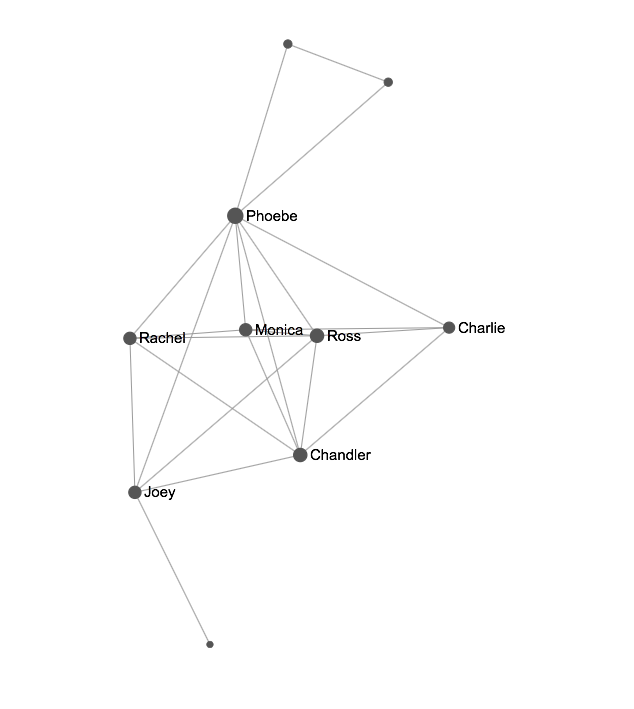 Phoebe
Monica
Charlie
Rachel
Ross
Chandler
Joey